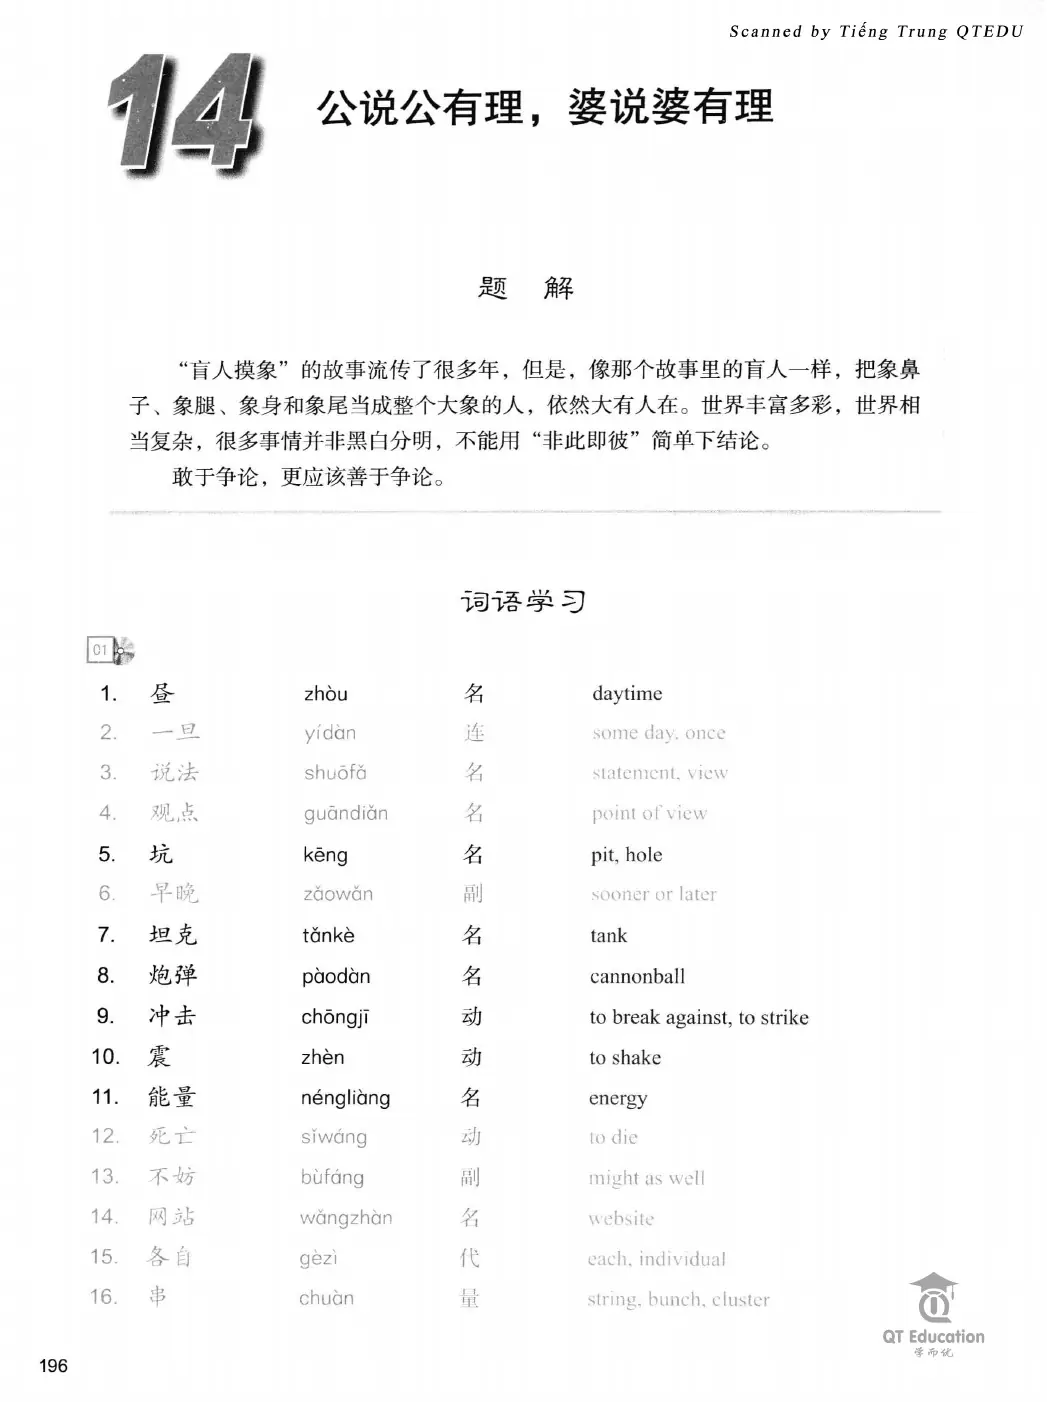 Scanned by Tiếng Trung QTEDU
14 公说公有理，婆说婆有理
题 解
“盲人摸象”的故事流传了很多年，但是，像那个故事里的盲人一样，把象鼻
子、象腿、象身和象尾当成整个大象的人，依然大有人在。世界丰富多彩，世界相
当复杂，很多事情并非黑白分明，不能用“非此即彼”简单下结论。
敢于争论，更应该善于争论。
词语学习
01
1. 昼 zhòu 名 daytime
2. 一旦 yídàn 连 some day, once
3. 说法 shuōfǎ 名 statement, view
4. 观点 guāndiǎn 名 point of view
5. 坑 kēng 名 pit, hole
6. 早晚 zǎowǎn 副 sooner or later
7. 坦克 tǎnkè 名 tank
8. 炮弹 pàodàn 名 cannonball
9. 冲击 chōngjī 动 to break against, to strike
10. 震 zhèn 动 to shake
11. 能量 néngliàng 名 energy
12. 死亡 sǐwáng 动 to die
13. 不妨 bùfáng 副 might as well
14. 网站 wǎngzhàn 名 website
15. 各自 gèzì 代 each, individual
16. 串 chuàn 量 string, bunch, cluster
QT Education
学而优
196